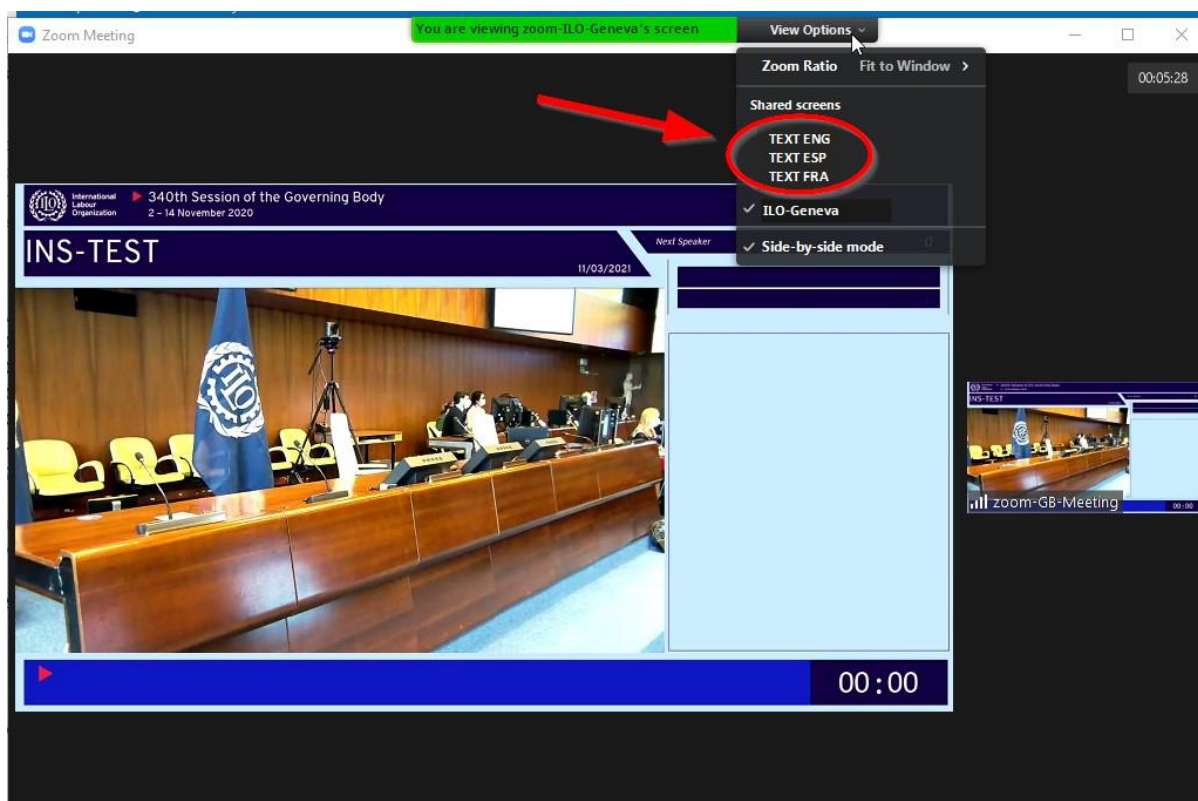 Zoom Meeting
You are viewing zoom-ILO-Geneva's screen
View Options
00:05:28
Zoom Ratio Fit to Window
Shared screens
TEXT ENG
TEXT ESP
TEXT FRA
ILO-Geneva
Side-by-side mode 0
International
Labour
Organization
340th Session of the Governing Body
2 – 14 November 2020
INS-TEST
Next Speaker
11/03/2021
ILO
00:00
INS-TEST
zoom-GB-Meeting
00:00